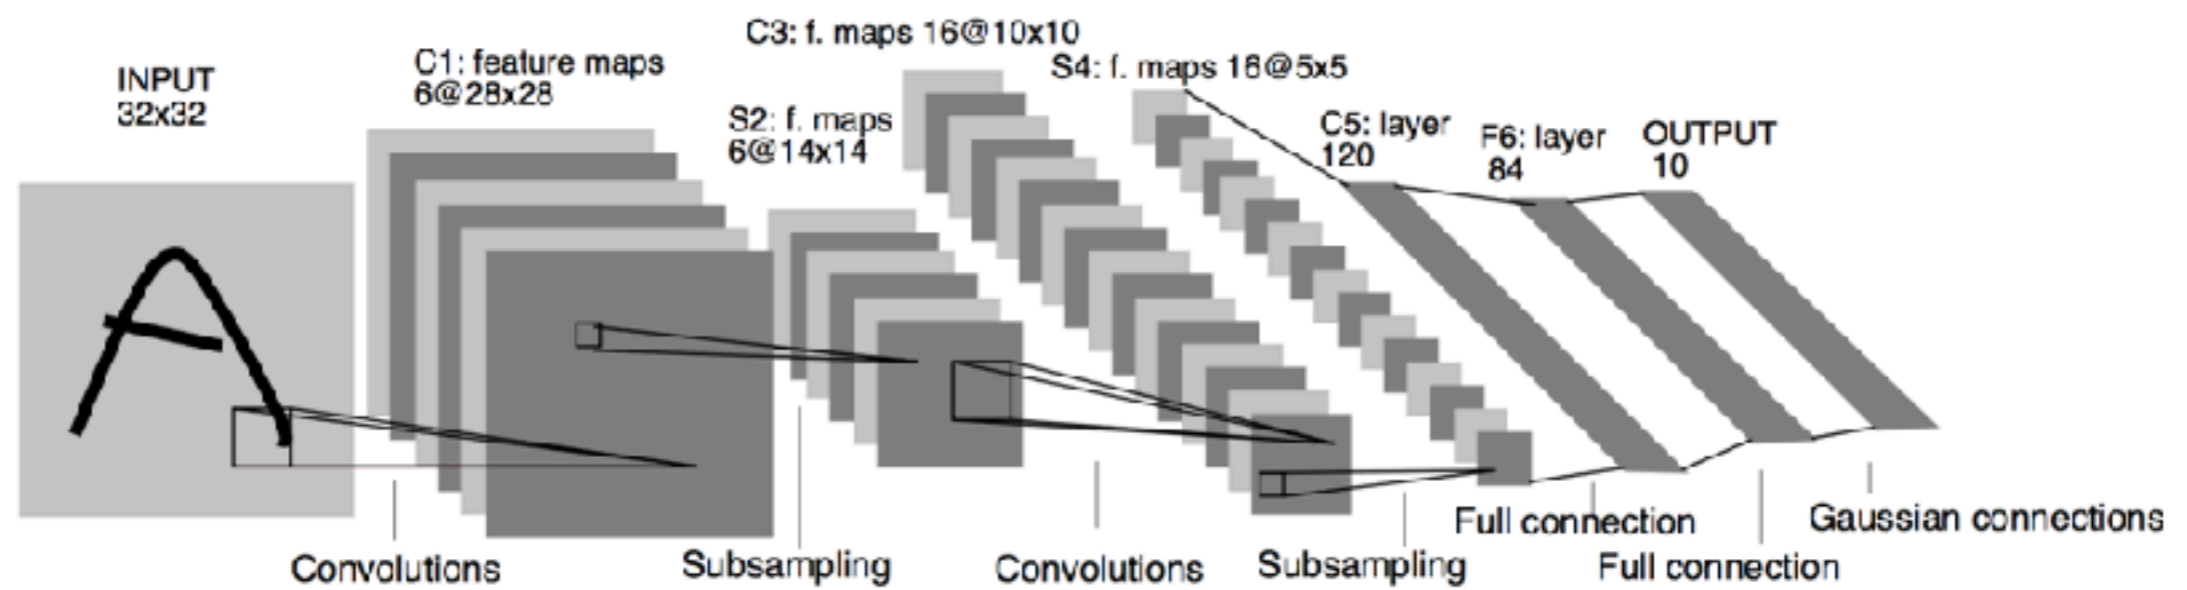 INPUT
32x32
C1: feature maps
6@28x28
S2: f. maps
6@14x14
C3: f. maps 16@10x10
S4: f. maps 16@5x5
C5: layer
120
F6: layer
84
OUTPUT
10
Convolutions
Subsampling
Convolutions
Subsampling
Full connection
Full connection
Gaussian connections